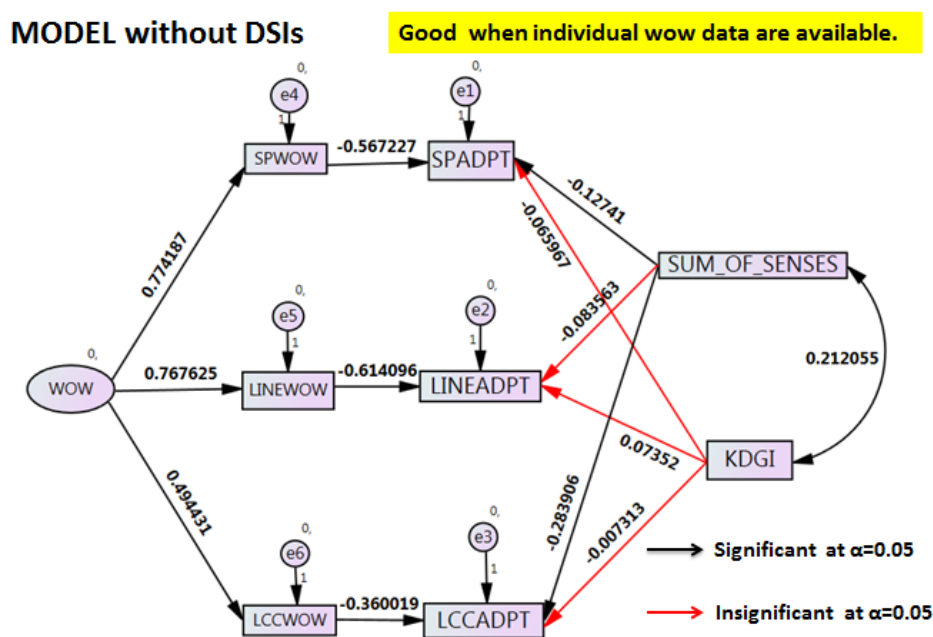 MODEL without DSIs
Good when individual wow data are available.
0,
e4
1
SPWOW
-0.567227
0,
e1
1
SPADPT
-0.12741
-0.065967
0.774187
SUM_OF_SENSES
0,
e5
1
LINEWOW
-0.614096
0,
e2
1
LINEADPT
-0.083563
0.212055
0,
WOW
0.767625
0.07352
KDGI
0.494431
-0.283906
-0.007313
0,
e6
1
LCCWOW
-0.360019
0,
e3
1
LCCADPT
Significant at α=0.05
Insignificant at α=0.05